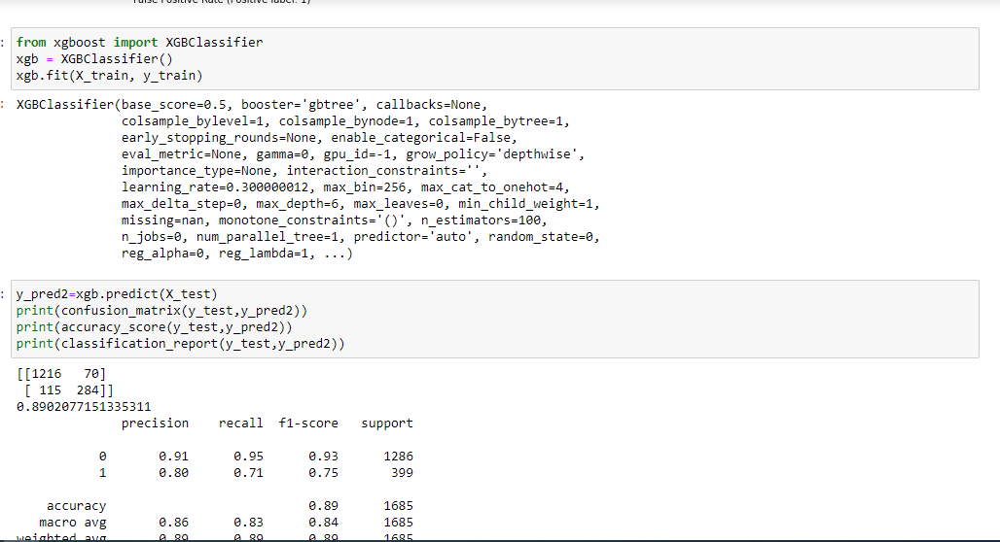 False Positive Rate (Positive label: 1)
: from xgboost import XGBClassifier
xgb = XGBClassifier()
xgb.fit(X_train, y_train)
: XGBClassifier(base_score=0.5, booster='gbtree', callbacks=None,
colsample_bylevel=1, colsample_bynode=1, colsample_bytree=1,
early_stopping_rounds=None, enable_categorical=False,
eval_metric=None, gamma=0, gpu_id=-1, grow_policy='depthwise',
importance_type=None, interaction_constraints='',
learning_rate=0.300000012, max_bin=256, max_cat_to_onehot=4,
max_delta_step=0, max_depth=6, max_leaves=0, min_child_weight=1,
missing=nan, monotone_constraints='()', n_estimators=100,
n_jobs=0, num_parallel_tree=1, predictor='auto', random_state=0,
reg_alpha=0, reg_lambda=1, ...)
: y_pred2=xgb.predict(X_test)
print(confusion_matrix(y_test,y_pred2))
print(accuracy_score(y_test,y_pred2))
print(classification_report(y_test,y_pred2))
[[1216 70]
[ 115 284]]
0.8902077151335311
precision recall f1-score support
0 0.91 0.95 0.93 1286
1 0.80 0.71 0.75 399
accuracy 0.89 1685
macro avg 0.86 0.83 0.84 1685
weighted avg 0.89 0.89 0.89 1685